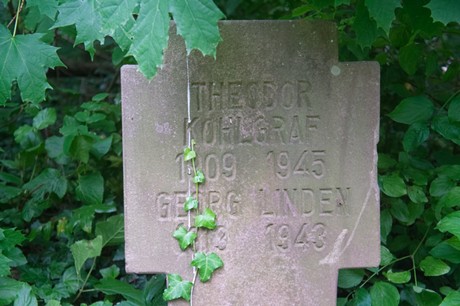 THEODOR
KOHLGRAF
1909 1945
GEORG LINDEN
1943